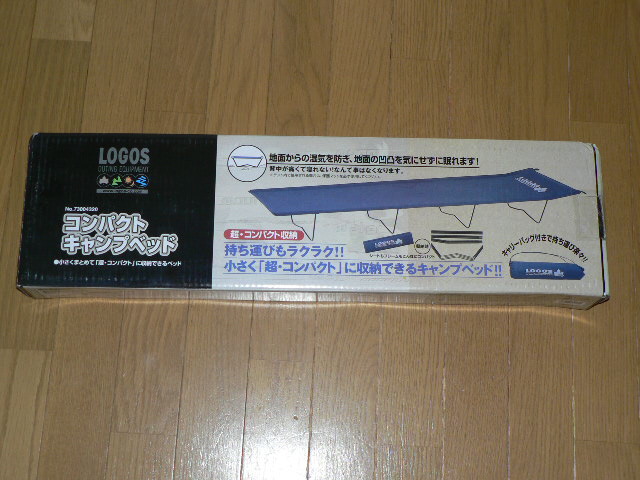 LOGOS
OUTING EQUIPMENT
No.73004320
コンパクト
キャンプベッド
●小さくまとめて「超・コンパクト」に収納できるベッド
地面からの湿気を防ぎ、地面の凹凸を気にせずに眠れます!
背中が痛くて寝れない!なんて事はなくなります。
超・コンパクト収納
持ち運びもラクラク!!
小さく「超・コンパクト」に収納できるキャンプベッド!!
LOGOS
キャリーバッグ付きで持ち運び楽々!!
LOGOS